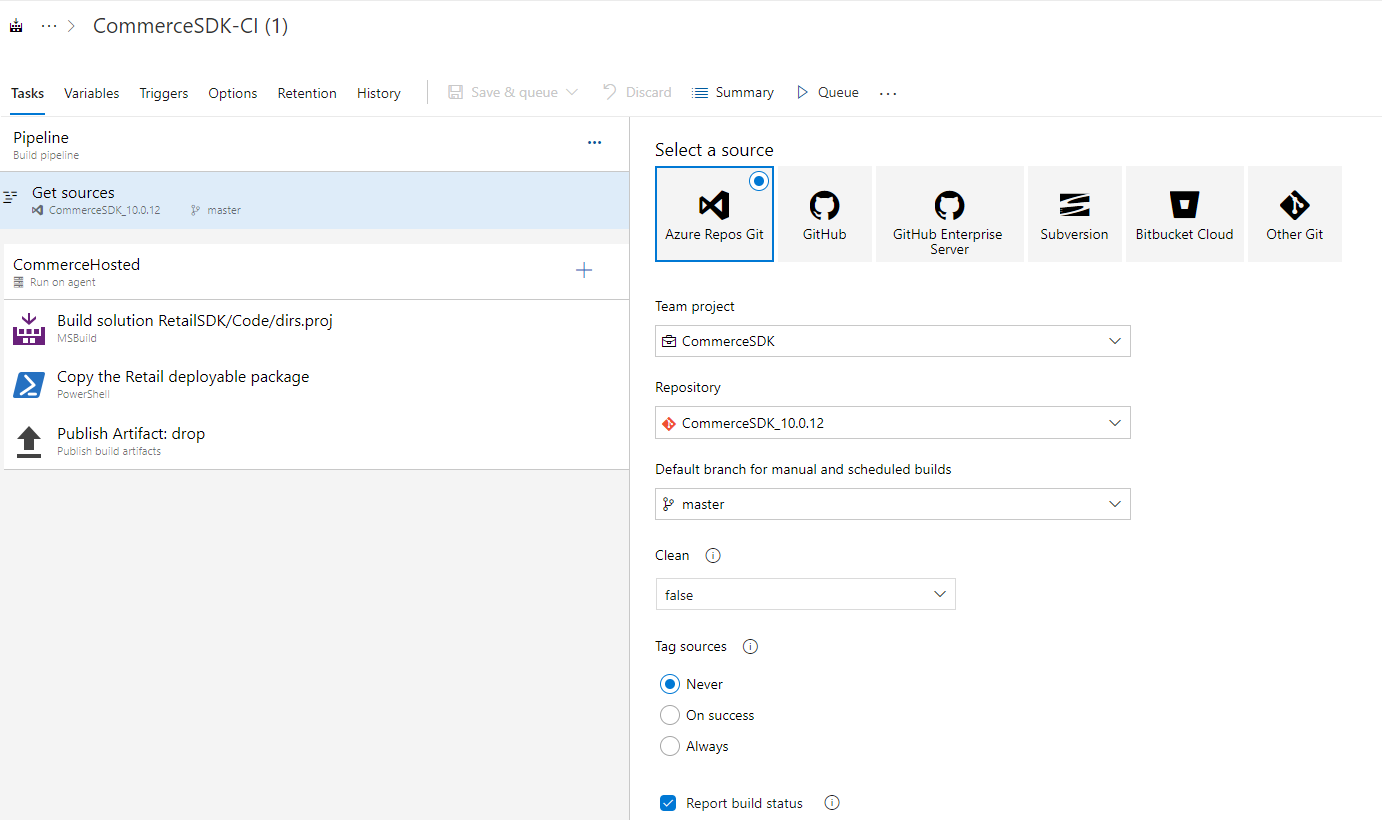 ··· > CommerceSDK-CI (1)
Tasks Variables Triggers Options Retention History Save & queue Discard Summary Queue ...
Pipeline
Build pipeline
...
Get sources
CommerceSDK_10.0.12 master
CommerceHosted
Run on agent
Build solution RetailSDK/Code/dirs.proj
MSBuild
Copy the Retail deployable package
PowerShell
Publish Artifact: drop
Publish build artifacts
Select a source
Azure Repos Git
GitHub
GitHub Enterprise
Server
Subversion
Bitbucket Cloud
Other Git
Team project
CommerceSDK
Repository
CommerceSDK_10.0.12
Default branch for manual and scheduled builds
master
Clean
false
Tag sources
Never
On success
Always
Report build status